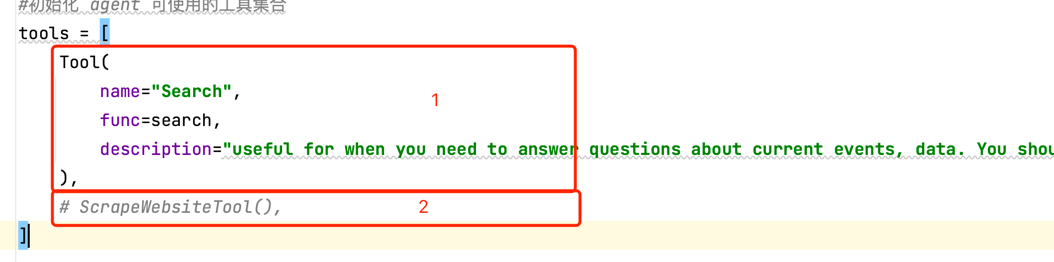 #初始化 agent 可使用的工具集合
tools = [
Tool(
name="Search",
1
func=search,
description="useful for when you need to answer questions about current events, data. You shou
),
# ScrapeWebsiteTool(),
2
]